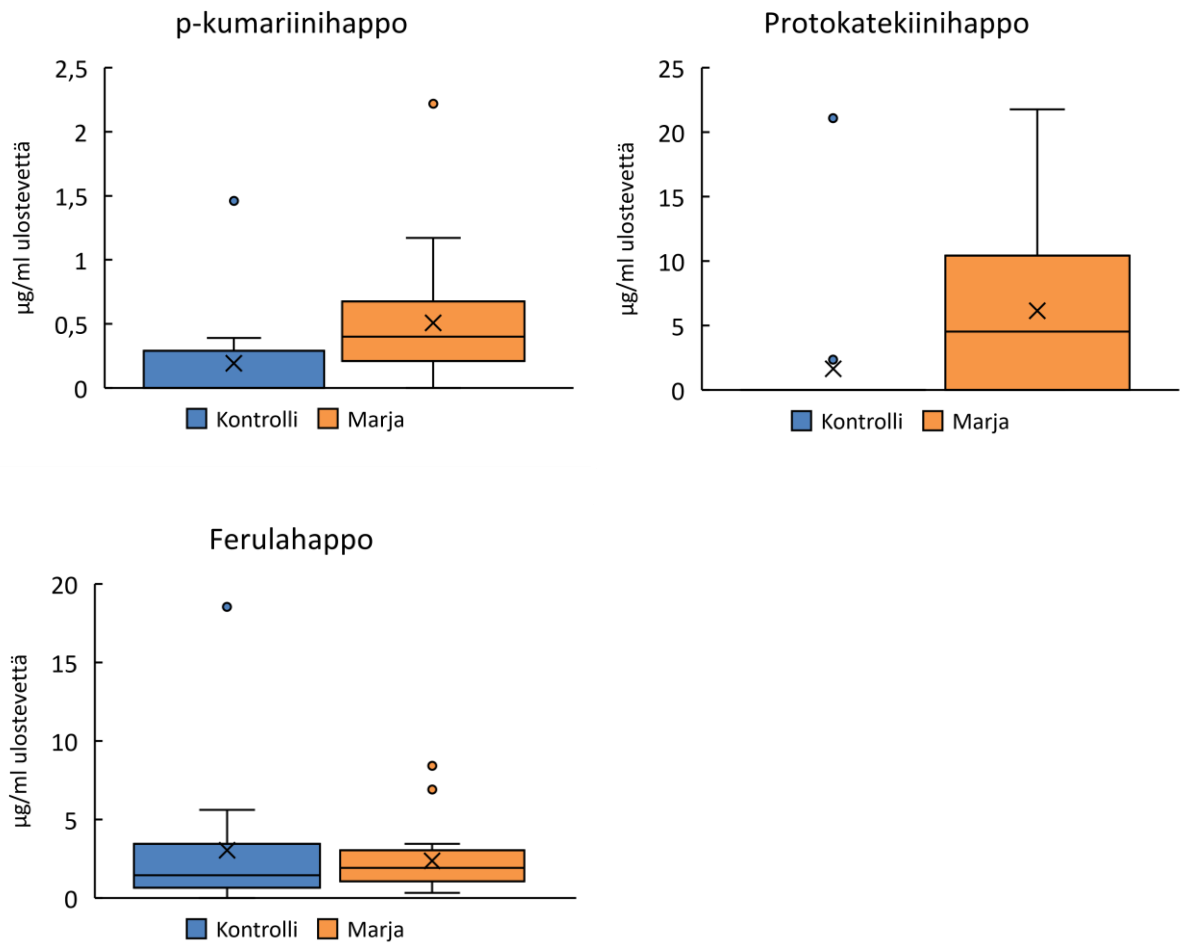 p-kumariinihappo
2,5
2
1,5
1
0,5
0
µg/ml ulostevettä
Kontrolli Marja
Protokatekiinihappo
25
20
15
10
5
0
µg/ml ulostevettä
Kontrolli Marja
Ferulahappo
20
15
10
5
0
µg/ml ulostevettä
Kontrolli Marja